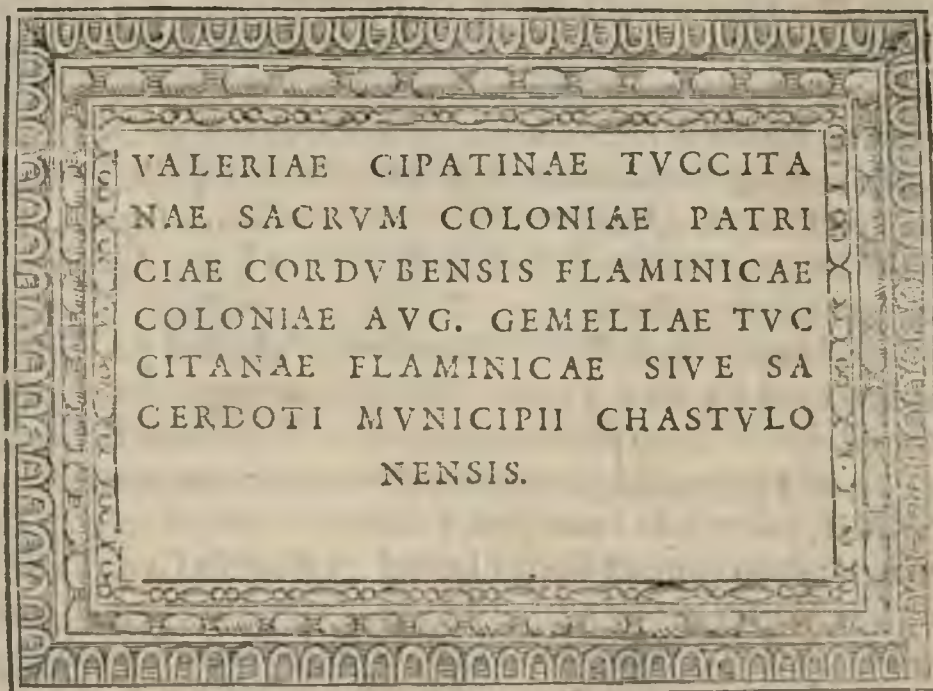 VALERIAE CIPATINAE TVCCITA
NAE SACRVM COLONIAE PATRI
CIAE CORDVBENSIS FLAMINICAE
COLONIAE AVG. GEMELLAE TVC
CITANAE FLAMINICAE SIVE SA
CERDOTI MVNICIPII CHASTVLO
NENSIS.